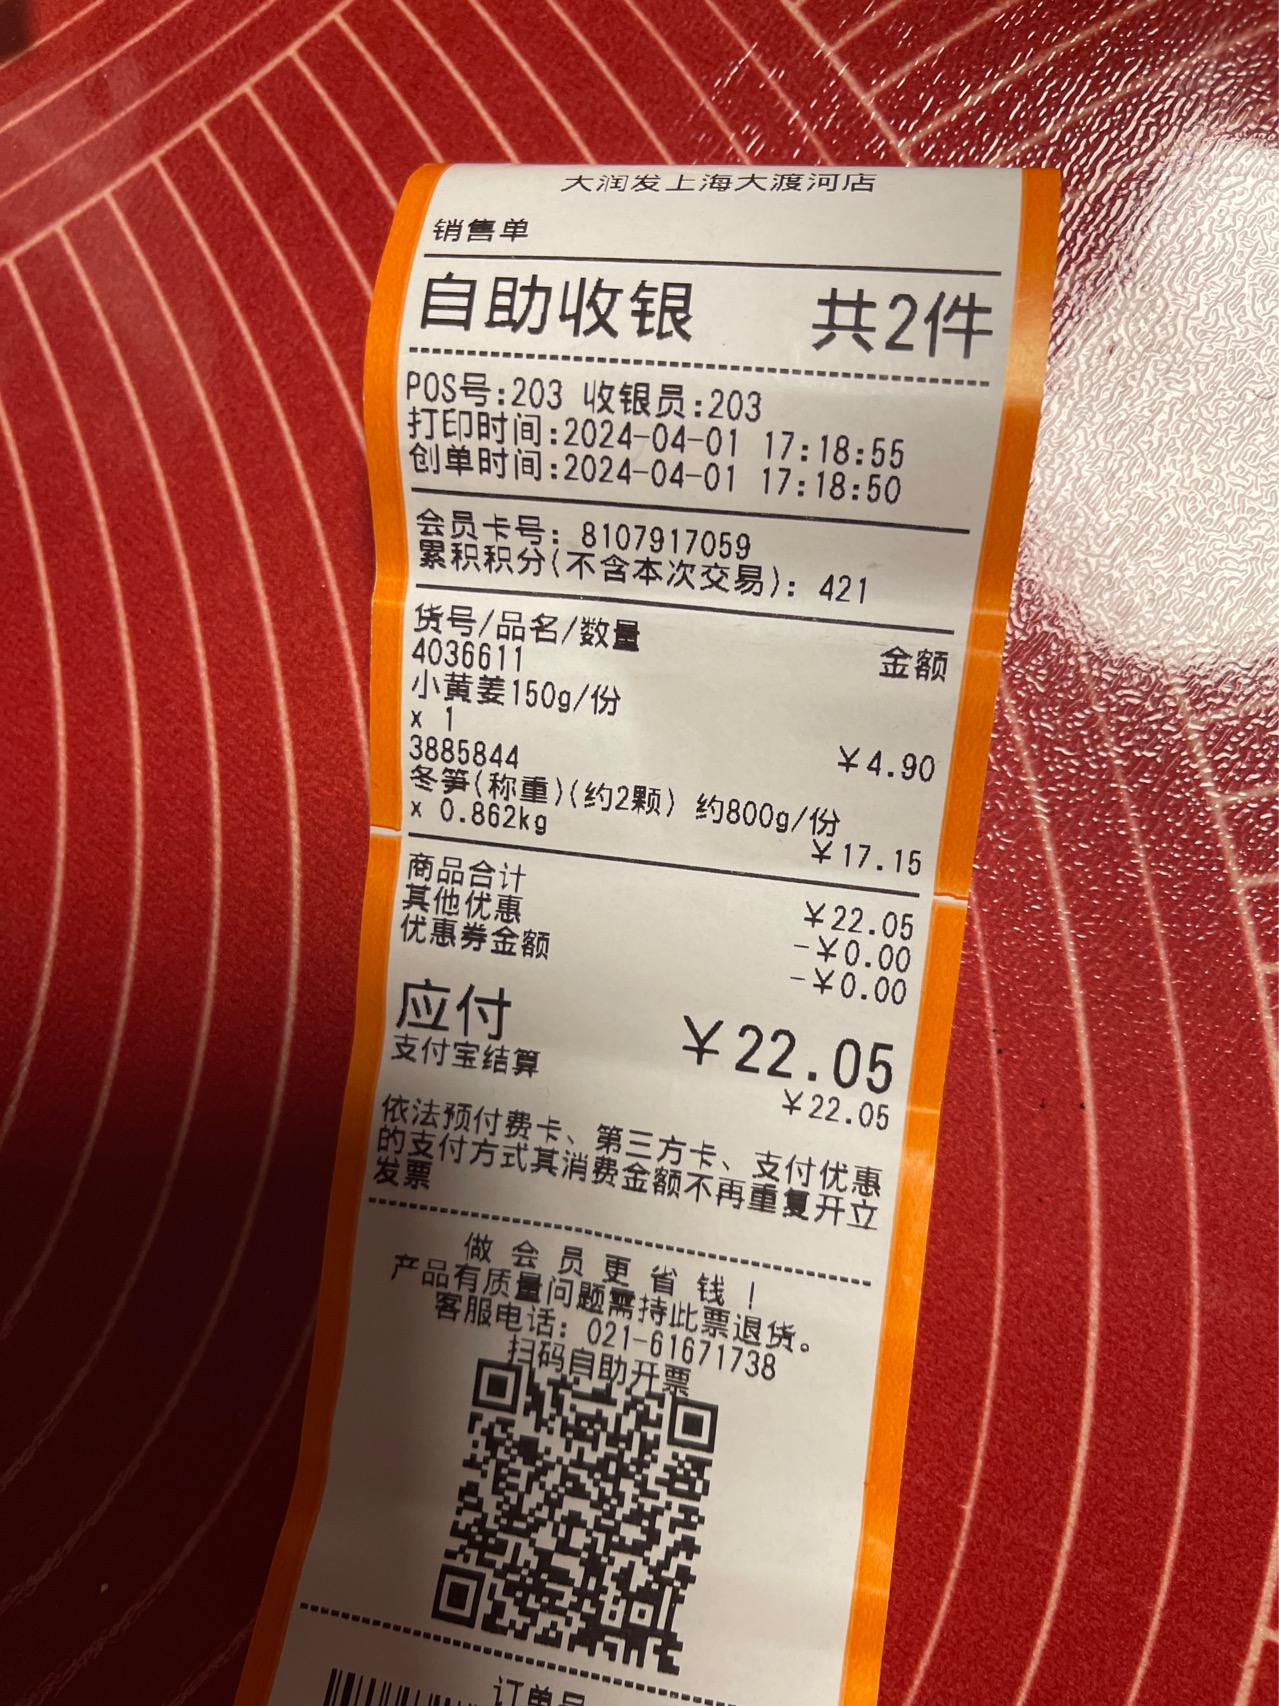 大润发上海大渡河店
销售单
自助收银 共2件
POS号:203 收银员:203
打印时间:2024-04-01 17:18:55
创单时间:2024-04-01 17:18:50
会员卡号: 8107917059
累积积分(不含本次交易): 421
货号/品名/数量 金额
4036611
小黄姜150g/份
x 1 ¥4.90
3885844
冬笋(称重)(约2颗) 约800g/份
x 0.862kg ¥17.15
商品合计 ¥22.05
其他优惠 -¥0.00
优惠券金额 -¥0.00
应付 ¥22.05
支付宝结算 ¥22.05
依法预付费卡、第三方卡、支付优惠
的支付方式其消费金额不再重复开立
发票
做会员更省钱!
产品有质量问题需持此票退货。
客服电话: 021-61671738
扫码自助开票
订单号